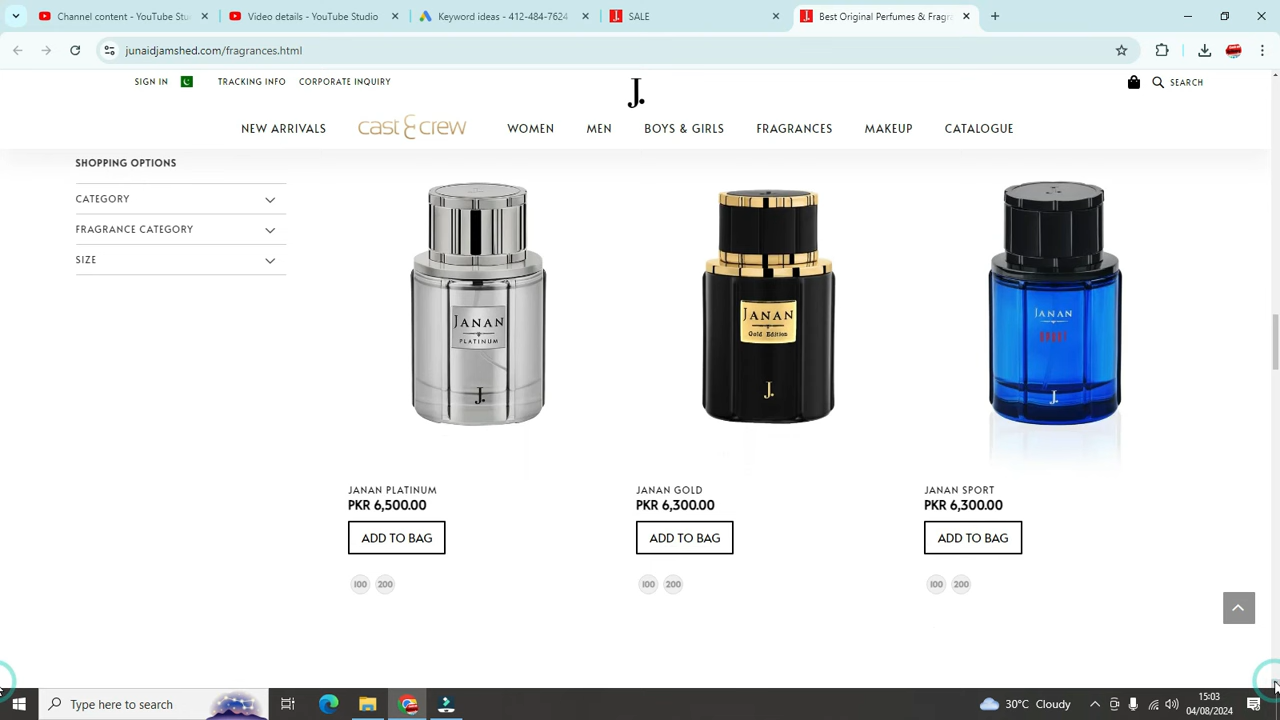 Channel content - YouTube Stu
Video details - YouTube Studio
Keyword ideas - 412-484-7624
SALE
Best Original Perfumes & Fragr
junaidjamshed.com/fragrances.html
SIGN IN TRACKING INFO CORPORATE INQUIRY
J.
SEARCH
NEW ARRIVALS cast & crew WOMEN MEN BOYS & GIRLS FRAGRANCES MAKEUP CATALOGUE
SHOPPING OPTIONS
CATEGORY
FRAGRANCE CATEGORY
SIZE
JANAN
PLATINUM
J.
JANAN
Gold Edition
J.
JANAN
J.
JANAN PLATINUM
PKR 6,500.00
ADD TO BAG
100 200
JANAN GOLD
PKR 6,300.00
ADD TO BAG
100 200
JANAN SPORT
PKR 6,300.00
ADD TO BAG
100 200
Type here to search
30°C Cloudy
15:03
04/08/2024